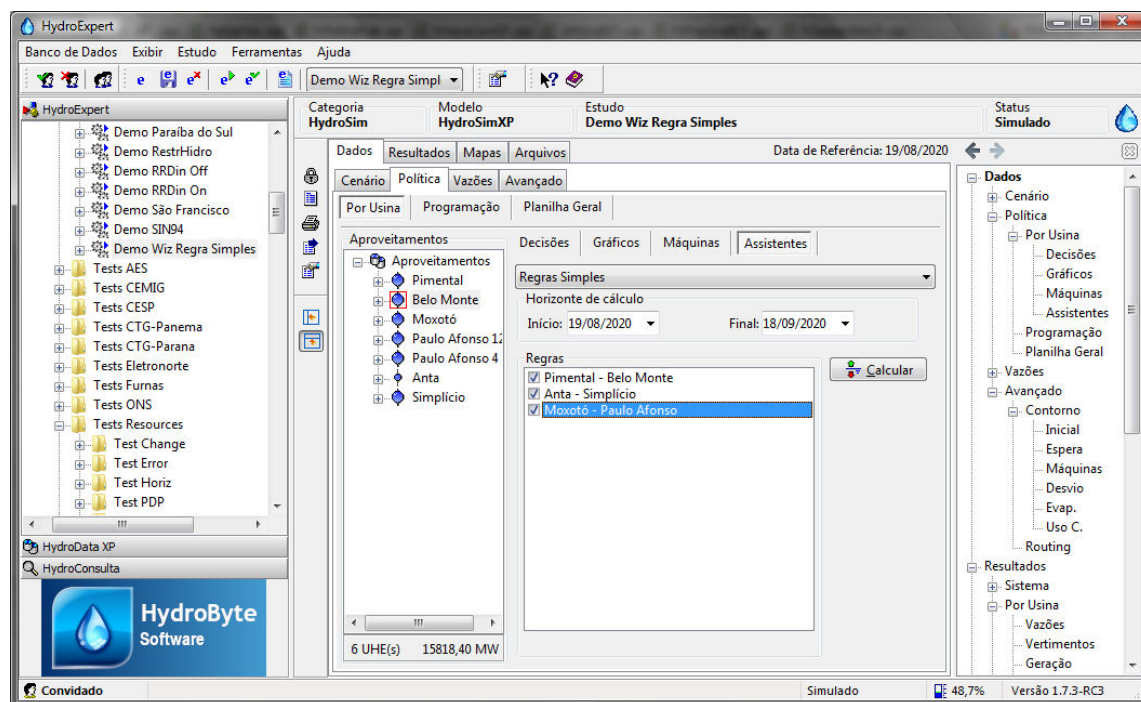 HydroExpert
Banco de Dados Exibir Estudo Ferramentas Ajuda
Demo Wiz Regra Simpl
HydroExpert
Demo Paraíba do Sul
Demo RestrHidro
Demo RRDin Off
Demo RRDin On
Demo São Francisco
Demo SIN94
Demo Wiz Regra Simples
Tests AES
Tests CEMIG
Tests CESP
Tests CTG-Panema
Tests CTG-Parana
Tests Eletronorte
Tests Furnas
Tests ONS
Tests Resources
Test Change
Test Error
Test Horiz
Test PDP
HydroData XP
HydroConsulta
HydroByte
Software
Categoria Modelo Estudo Status
HydroSim HydroSimXP Demo Wiz Regra Simples Simulado
Dados Resultados Mapas Arquivos Data de Referência: 19/08/2020
Cenário Política Vazões Avançado
Por Usina Programação Planilha Geral
Aproveitamentos
Aproveitamentos
Pimental
Belo Monte
Moxotó
Paulo Afonso 12
Paulo Afonso 4
Anta
Simplício
6 UHE(s) 15818,40 MW
Decisões Gráficos Máquinas Assistentes
Regras Simples
Horizonte de cálculo
Início: 19/08/2020 Final: 18/09/2020
Regras
Pimental - Belo Monte
Anta - Simplício
Moxotó - Paulo Afonso
Calcular
Dados
Cenário
Política
Por Usina
Decisões
Gráficos
Máquinas
Assistentes
Programação
Planilha Geral
Vazões
Avançado
Contorno
Inicial
Espera
Máquinas
Desvio
Evap.
Uso C.
Routing
Resultados
Sistema
Por Usina
Vazões
Vertimentos
Geração
Convidado Simulado 48,7% Versão 1.7.3-RC3